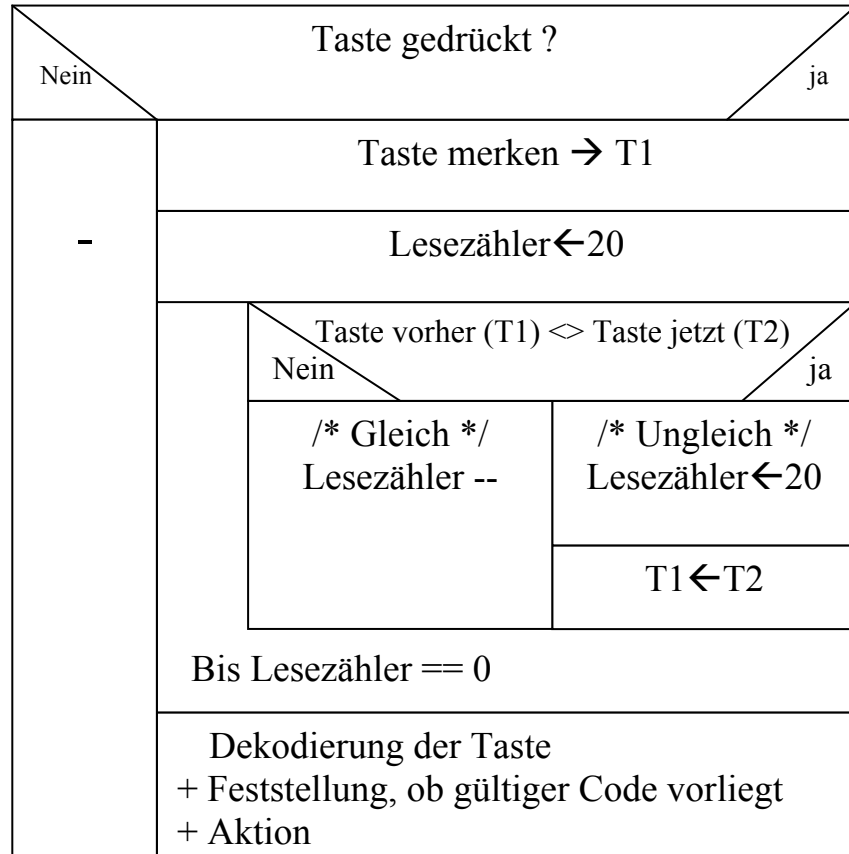 Taste gedrückt ?
Nein
ja
Taste merken → T1
-
Lesezähler←20
Taste vorher (T1) <> Taste jetzt (T2)
Nein
ja
/* Gleich */
Lesezähler --
/* Ungleich */
Lesezähler←20
T1←T2
Bis Lesezähler == 0
Dekodierung der Taste
+ Feststellung, ob gültiger Code vorliegt
+ Aktion